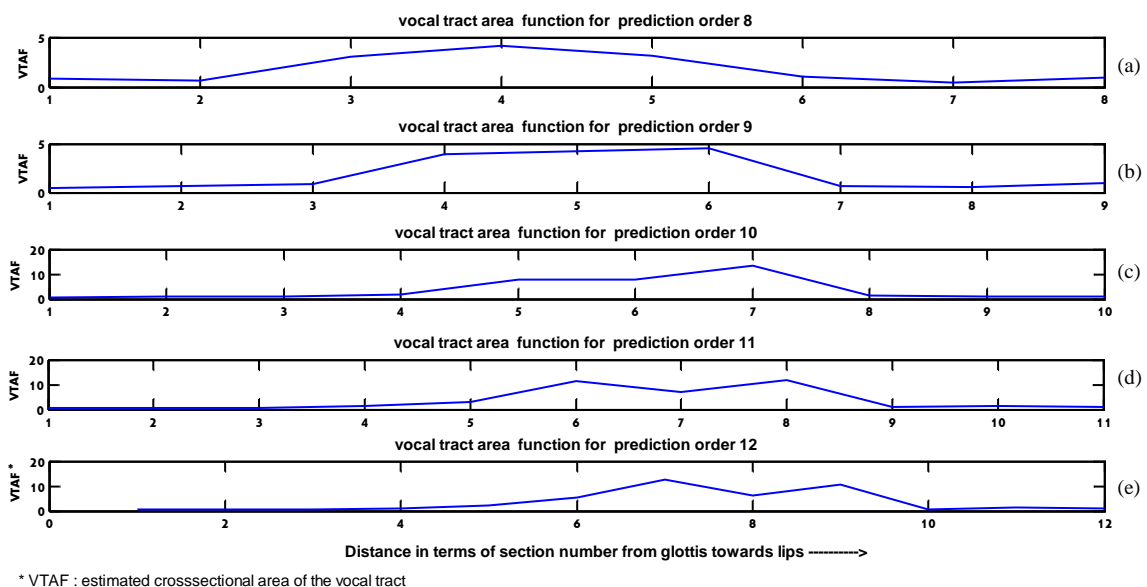 vocal tract area function for prediction order 8
5
0
VTAF
1 2 3 4 5 6 7 8
(a)
vocal tract area function for prediction order 9
5
0
VTAF
1 2 3 4 5 6 7 8 9
(b)
vocal tract area function for prediction order 10
20
10
0
VTAF
1 2 3 4 5 6 7 8 9 10
(c)
vocal tract area function for prediction order 11
20
10
0
VTAF
1 2 3 4 5 6 7 8 9 10 11
(d)
vocal tract area function for prediction order 12
20
10
0
VTAF *
0 2 4 6 8 10 12
(e)
Distance in terms of section number from glottis towards lips ---------->
* VTAF : estimated crosssectional area of the vocal tract